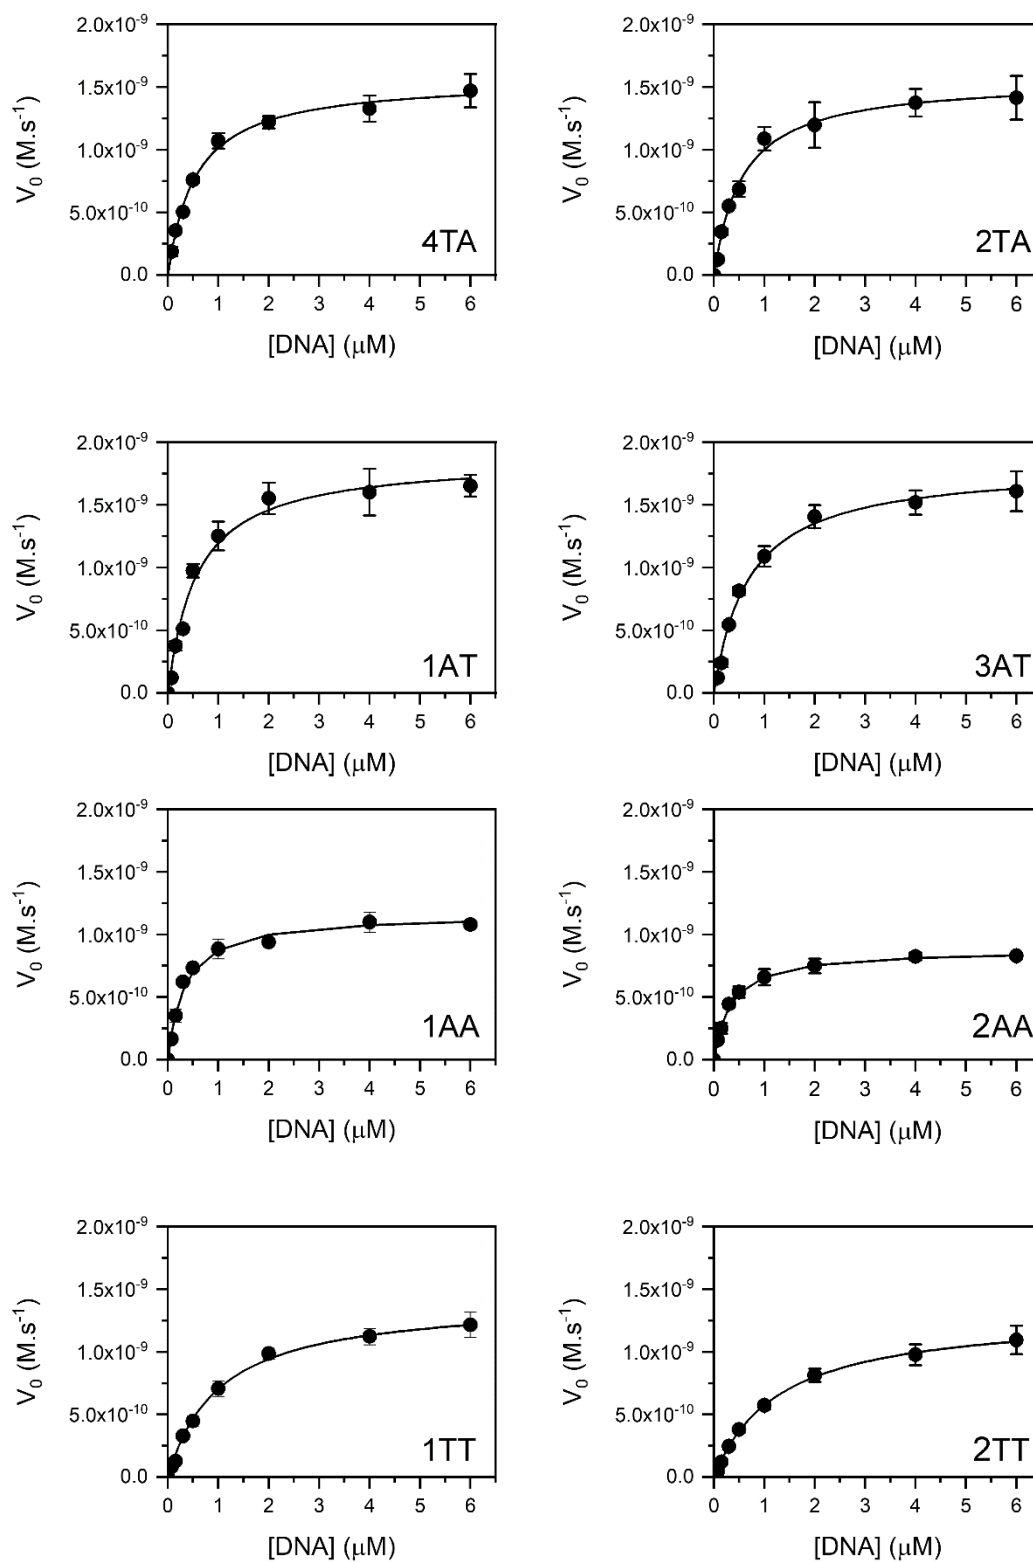 2.0x10⁻⁹ 2.0x10⁻⁹
1.5x10⁻⁹ 1.5x10⁻⁹
V₀ (M.s⁻¹) 1.0x10⁻⁹ V₀ (M.s⁻¹) 1.0x10⁻⁹
5.0x10⁻¹⁰ 4TA 5.0x10⁻¹⁰ 2TA
0.0 0.0
0 1 2 3 4 5 6 0 1 2 3 4 5 6
[DNA] (μM) [DNA] (μM)
2.0x10⁻⁹ 2.0x10⁻⁹
1.5x10⁻⁹ 1.5x10⁻⁹
V₀ (M.s⁻¹) 1.0x10⁻⁹ V₀ (M.s⁻¹) 1.0x10⁻⁹
5.0x10⁻¹⁰ 1AT 5.0x10⁻¹⁰ 3AT
0.0 0.0
0 1 2 3 4 5 6 0 1 2 3 4 5 6
[DNA] (μM) [DNA] (μM)
2.0x10⁻⁹ 2.0x10⁻⁹
1.5x10⁻⁹ 1.5x10⁻⁹
V₀ (M.s⁻¹) 1.0x10⁻⁹ V₀ (M.s⁻¹) 1.0x10⁻⁹
5.0x10⁻¹⁰ 1AA 5.0x10⁻¹⁰ 2AA
0.0 0.0
0 1 2 3 4 5 6 0 1 2 3 4 5 6
[DNA] (μM) [DNA] (μM)
2.0x10⁻⁹ 2.0x10⁻⁹
1.5x10⁻⁹ 1.5x10⁻⁹
V₀ (M.s⁻¹) 1.0x10⁻⁹ V₀ (M.s⁻¹) 1.0x10⁻⁹
5.0x10⁻¹⁰ 1TT 5.0x10⁻¹⁰ 2TT
0.0 0.0
0 1 2 3 4 5 6 0 1 2 3 4 5 6
[DNA] (μM) [DNA] (μM)